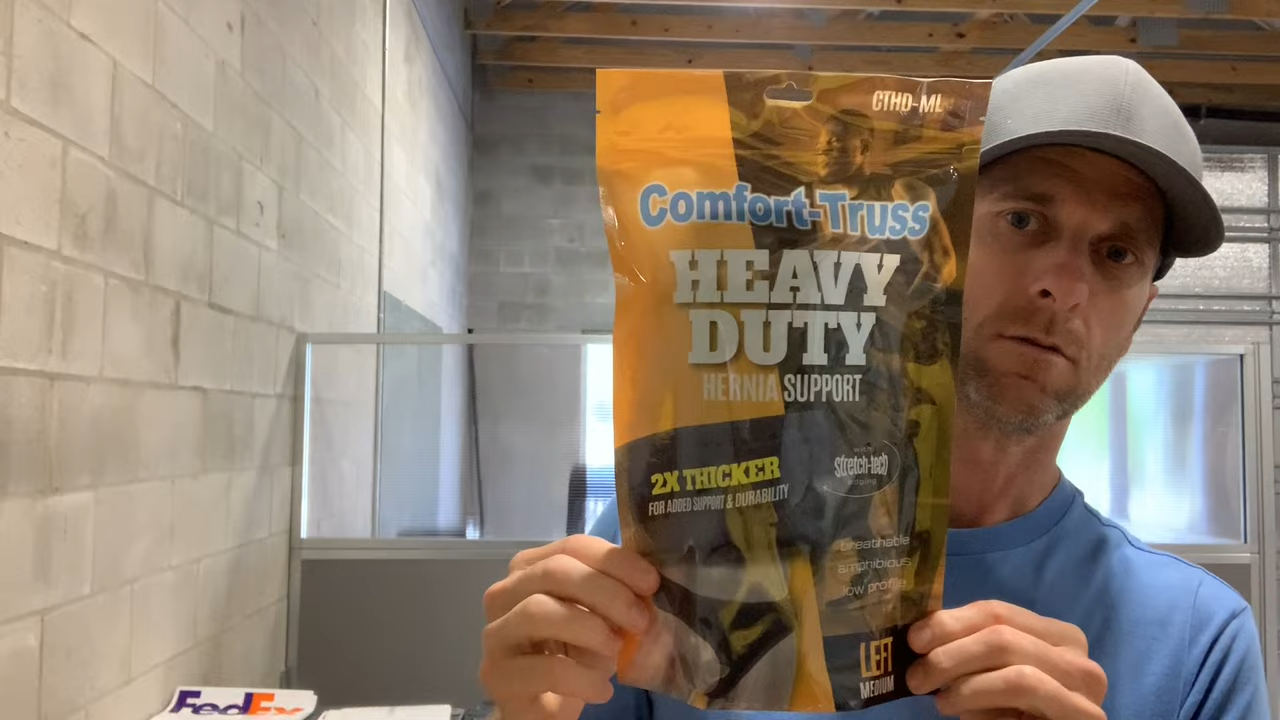 CTHD-ML
Comfort-Truss
HEAVY
DUTY
HERNIA SUPPORT
2X THICKER
FOR ADDED SUPPORT & DURABILITY
with
stretch-tech
edging
breathable
amphibious
low profile
LEFT
MEDIUM
FedEx